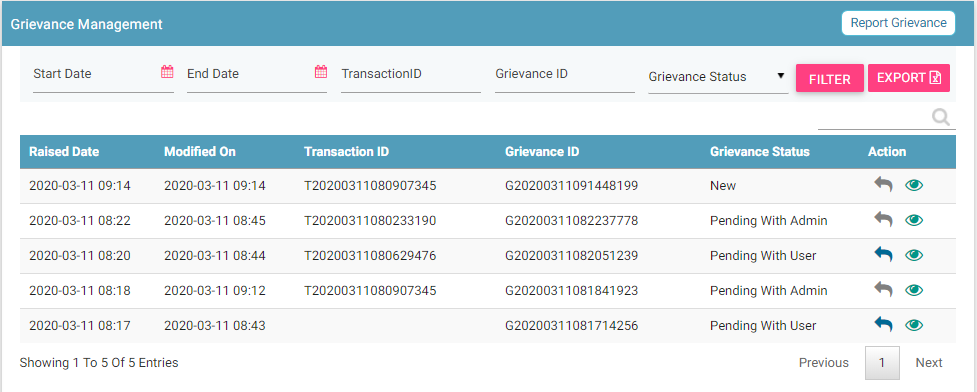 Grievance Management Report Grievance
Start Date End Date TransactionID Grievance ID Grievance Status FILTER EXPORT
Raised Date Modified On Transaction ID Grievance ID Grievance Status Action
2020-03-11 09:14 2020-03-11 09:14 T20200311080907345 G20200311091448199 New
2020-03-11 08:22 2020-03-11 08:45 T20200311080233190 G20200311082237778 Pending With Admin
2020-03-11 08:20 2020-03-11 08:44 T20200311080629476 G20200311082051239 Pending With User
2020-03-11 08:18 2020-03-11 09:12 T20200311080907345 G20200311081841923 Pending With Admin
2020-03-11 08:17 2020-03-11 08:43 G20200311081714256 Pending With User
Showing 1 To 5 Of 5 Entries Previous 1 Next